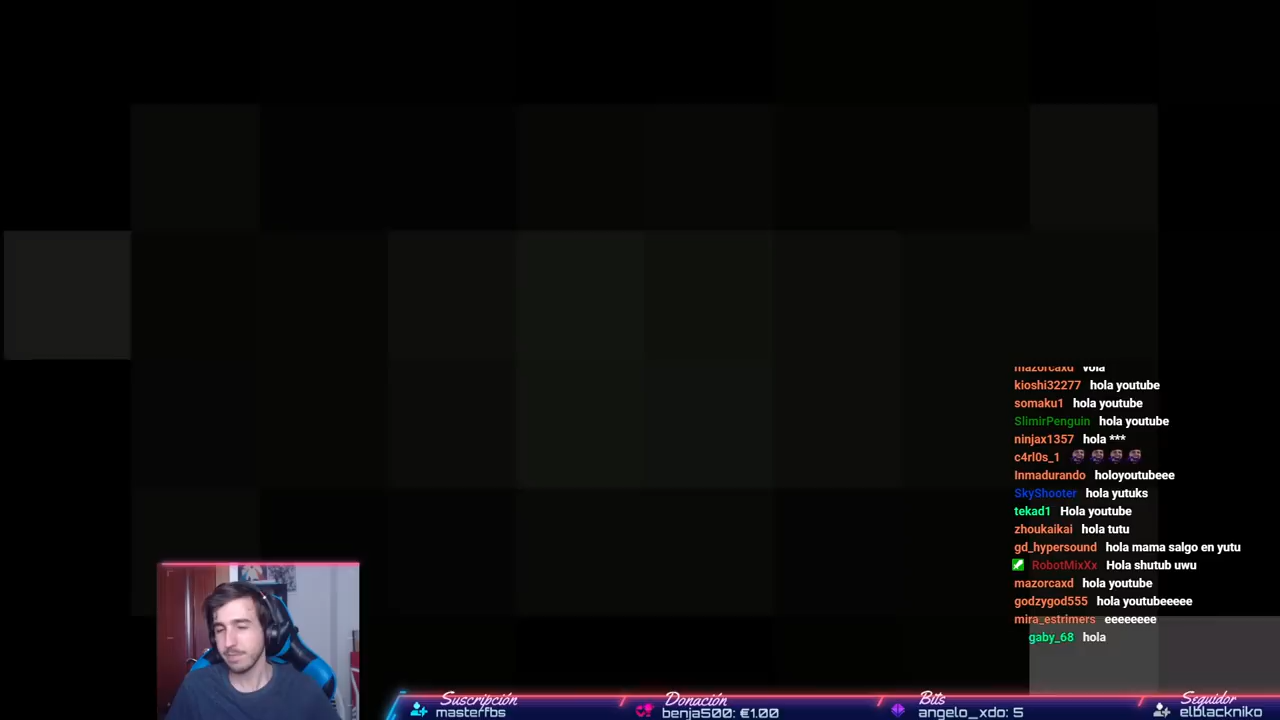 mazorcaxd vola
kioshi32277 hola youtube
somaku1 hola youtube
SlimirPenguin hola youtube
ninjax1357 hola ***
c4rl0s_1
Inmadurando holoyoutubeee
SkyShooter hola yutuks
tekad1 Hola youtube
zhoukaikai hola tutu
gd_hypersound hola mama salgo en yutu
RobotMixXx Hola shutub uwu
mazorcaxd hola youtube
godzygod555 hola youtubeeeee
mira_estrimers eeeeeeee
gaby_68 hola
Suscripción Donación Bits Seguidor
masterfbs benja500: €1.00 angelo_xdo: 5 elblackniko